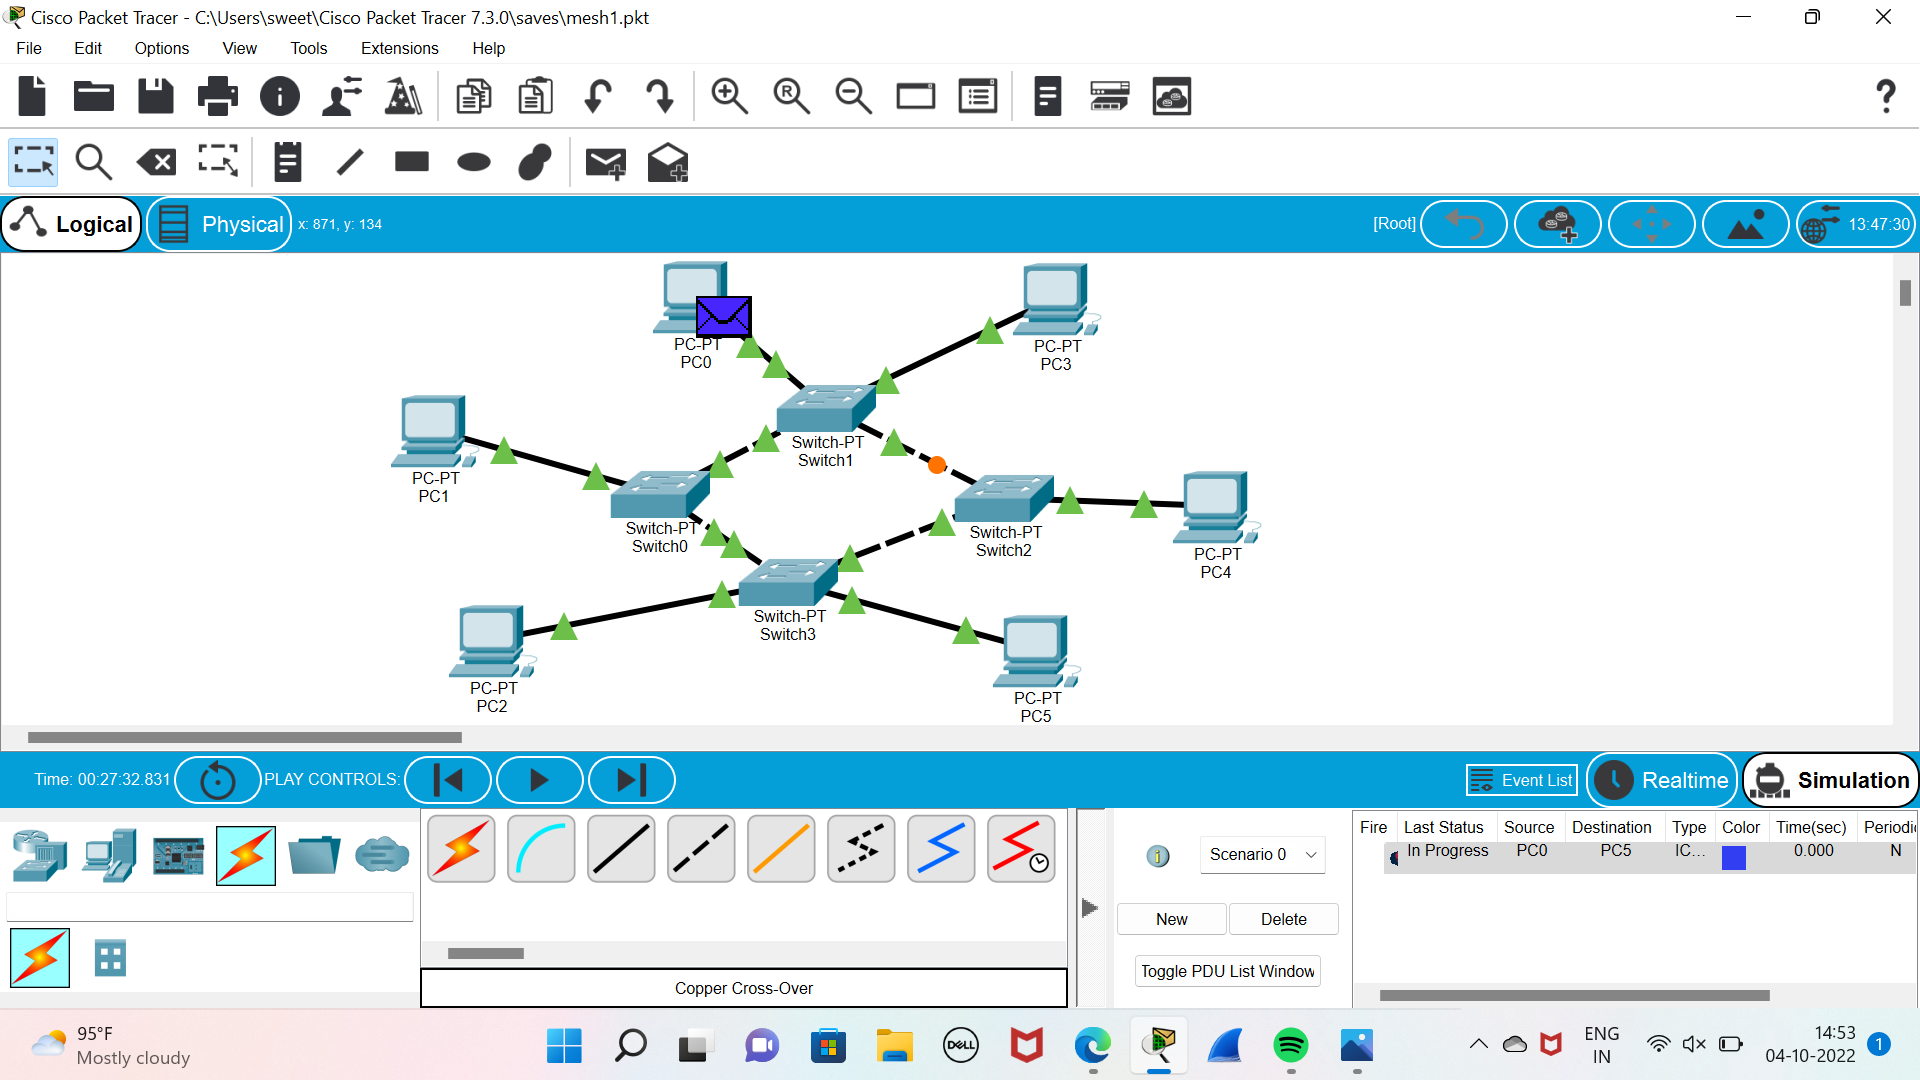 Cisco Packet Tracer - C:\Users\sweet\Cisco Packet Tracer 7.3.0\saves\mesh1.pkt
File Edit Options View Tools Extensions Help
R
?
Logical Physical x: 871, y: 134 [Root] 13:47:30
PC-PT
PC0
PC-PT
PC3
PC-PT
PC1
Switch-PT
Switch1
Switch-PT
Switch0
Switch-PT
Switch2
PC-PT
PC4
Switch-PT
Switch3
PC-PT
PC2
PC-PT
PC5
Time: 00:27:32.831 PLAY CONTROLS: Event List Realtime Simulation
Scenario 0
New Delete
Toggle PDU List Window
Fire Last Status Source Destination Type Color Time(sec) Periodi
In Progress PC0 PC5 IC... 0.000 N
Copper Cross-Over
95°F
Mostly cloudy
DELL
ENG
IN
14:53
04-10-2022
1